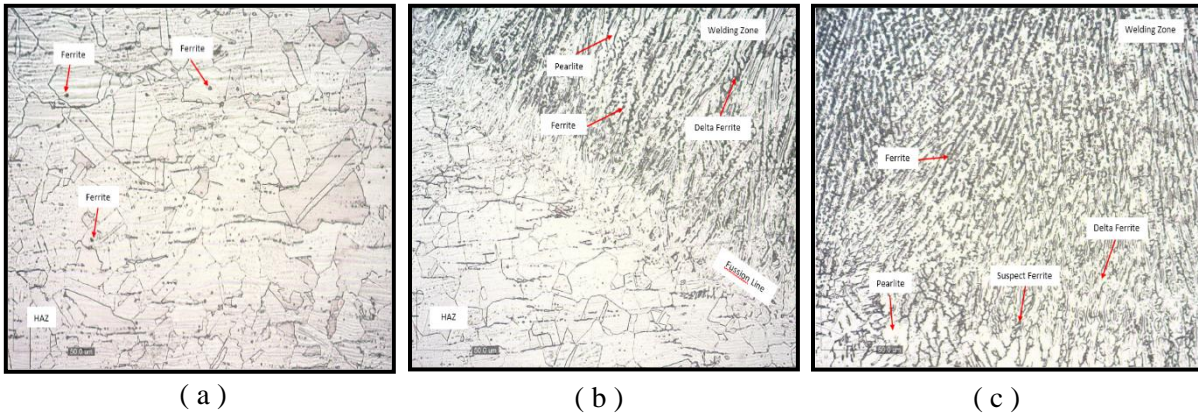 Ferrite
Ferrite
Ferrite
HAZ
50.0 um
Welding Zone
Pearlite
Ferrite
Delta Ferrite
Fussion Line
HAZ
50.0 um
Welding Zone
Ferrite
Delta Ferrite
Suspect Ferrite
Pearlite
( a )
( b )
( c )